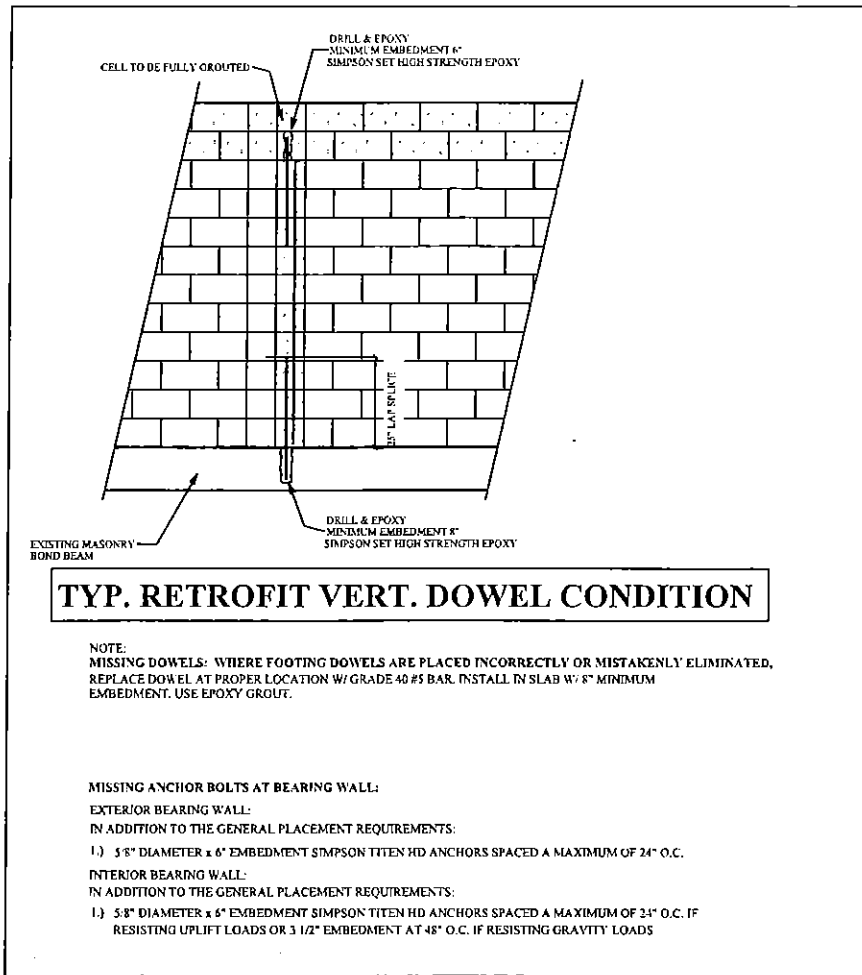 DRILL & EPOXY
MINIMUM EMBEDMENT 6"
SIMPSON SET HIGH STRENGTH EPOXY
CELL TO BE FULLY GROUTED
25" LAP SPLICE
DRILL & EPOXY
MINIMUM EMBEDMENT 8"
SIMPSON SET HIGH STRENGTH EPOXY
EXISTING MASONRY
BOND BEAM
TYP. RETROFIT VERT. DOWEL CONDITION
NOTE:
MISSING DOWELS: WHERE FOOTING DOWELS ARE PLACED INCORRECTLY OR MISTAKENLY ELIMINATED,
REPLACE DOWEL AT PROPER LOCATION W/ GRADE 40 #5 BAR. INSTALL IN SLAB W/ 8" MINIMUM
EMBEDMENT. USE EPOXY GROUT.
MISSING ANCHOR BOLTS AT BEARING WALL:
EXTERIOR BEARING WALL:
IN ADDITION TO THE GENERAL PLACEMENT REQUIREMENTS:
1.) 5/8" DIAMETER x 6" EMBEDMENT SIMPSON TITEN HD ANCHORS SPACED A MAXIMUM OF 24" O.C.
INTERIOR BEARING WALL:
IN ADDITION TO THE GENERAL PLACEMENT REQUIREMENTS:
1.) 5/8" DIAMETER x 6" EMBEDMENT SIMPSON TITEN HD ANCHORS SPACED A MAXIMUM OF 24" O.C. IF
RESISTING UPLIFT LOADS OR 3 1/2" EMBEDMENT AT 48" O.C. IF RESISTING GRAVITY LOADS